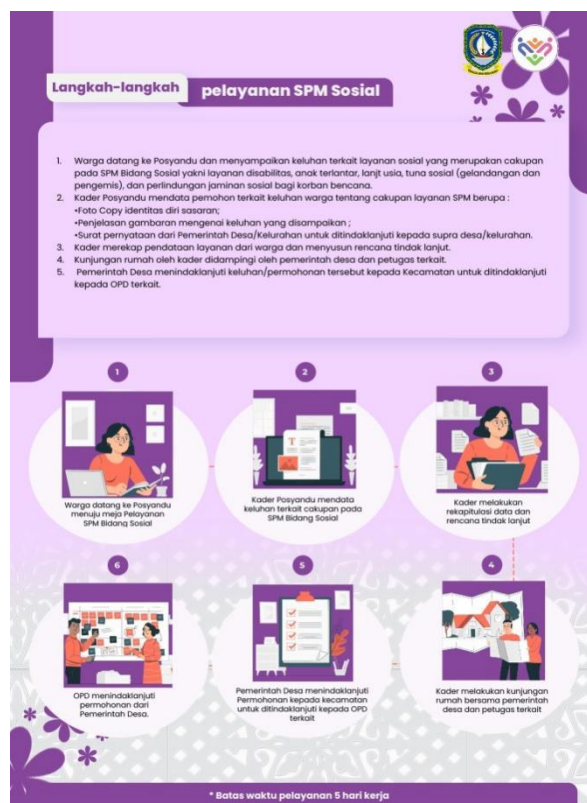 Langkah-langkah pelayanan SPM Sosial
1. Warga datang ke Posyandu dan menyampaikan keluhan terkait layanan sosial yang merupakan cakupan
pada SPM Bidang Sosial yakni layanan disabilitas, anak terlantar, lanjt usia, tuna sosial (gelandangan dan
pengemis), dan perlindungan jaminan sosial bagi korban bencana.
2. Kader Posyandu mendata pemohon terkait keluhan warga tentang cakupan layanan SPM berupa :
•Foto Copy identitas diri sasaran;
•Penjelasan gambaran mengenai keluhan yang disampaikan ;
•Surat pernyataan dari Pemerintah Desa/Kelurahan untuk ditindaklanjuti kepada supra desa/kelurahan.
3. Kader merekap pendataan layanan dari warga dan menyusun rencana tindak lanjut.
4. Kunjungan rumah oleh kader didampingi oleh pemerintah desa dan petugas terkait.
5. Pemerintah Desa menindaklanjuti keluhan/permohonan tersebut kepada Kecamatan untuk ditindaklanjuti
kepada OPD terkait.
1
Warga datang ke Posyandu
menuju meja Pelayanan
SPM Bidang Sosial
2
Kader Posyandu mendata
keluhan terkait cakupan pada
SPM Bidang Sosial
3
Kader melakukan
rekapitulasi data dan
rencana tindak lanjut
6
OPD menindaklanjuti
permohonan dari
Pemerintah Desa.
5
Pemerintah Desa menindaklanjuti
Permohonan kepada kecamatan
untuk ditindaklanjuti kepada OPD
terkait
4
Kader melakukan kunjungan
rumah bersama pemerintah
desa dan petugas terkait
* Batas waktu pelayanan 5 hari kerja